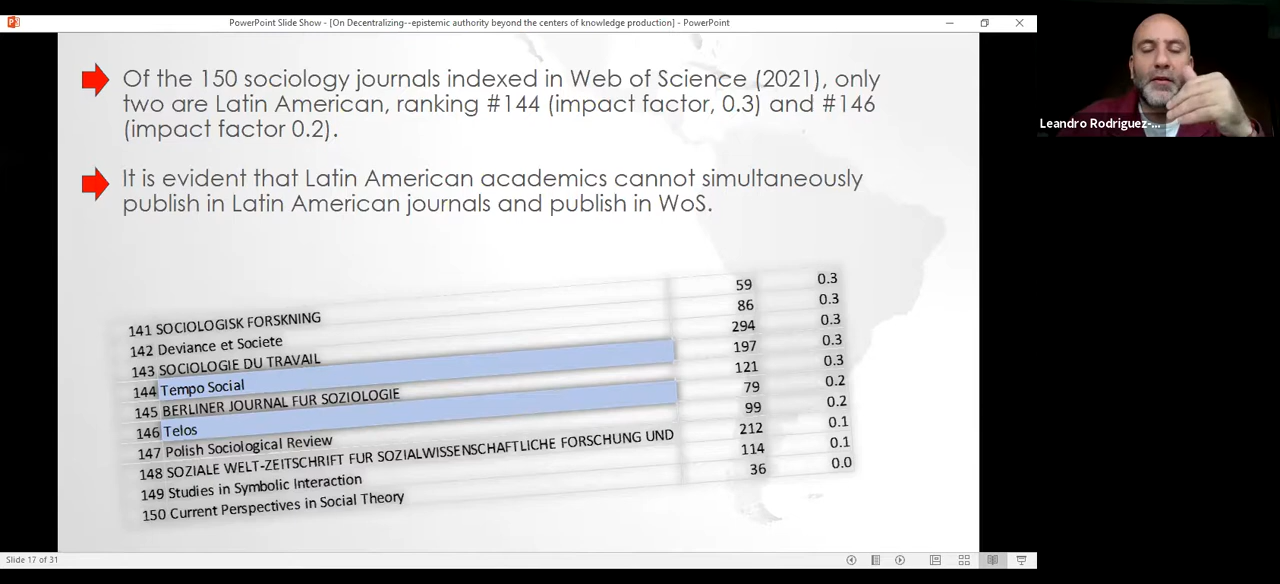 PowerPoint Slide Show - [On Decentralizing--epistemic authority beyond the centers of knowledge production] - PowerPoint
Of the 150 sociology journals indexed in Web of Science (2021), only
two are Latin American, ranking #144 (impact factor, 0.3) and #146
(impact factor 0.2).
It is evident that Latin American academics cannot simultaneously
publish in Latin American journals and publish in WoS.
141 SOCIOLOGISK FORSKNING 59 0.3
142 Deviance et Societe 86 0.3
143 SOCIOLOGIE DU TRAVAIL 294 0.3
144 Tempo Social 197 0.3
145 BERLINER JOURNAL FUR SOZIOLOGIE 121 0.3
146 Telos 79 0.2
147 Polish Sociological Review 99 0.2
148 SOZIALE WELT-ZEITSCHRIFT FUR SOZIALWISSENSCHAFTLICHE FORSCHUNG UND 212 0.1
149 Studies in Symbolic Interaction 114 0.1
150 Current Perspectives in Social Theory 36 0.0
Slide 17 of 31
Leandro Rodriguez-...